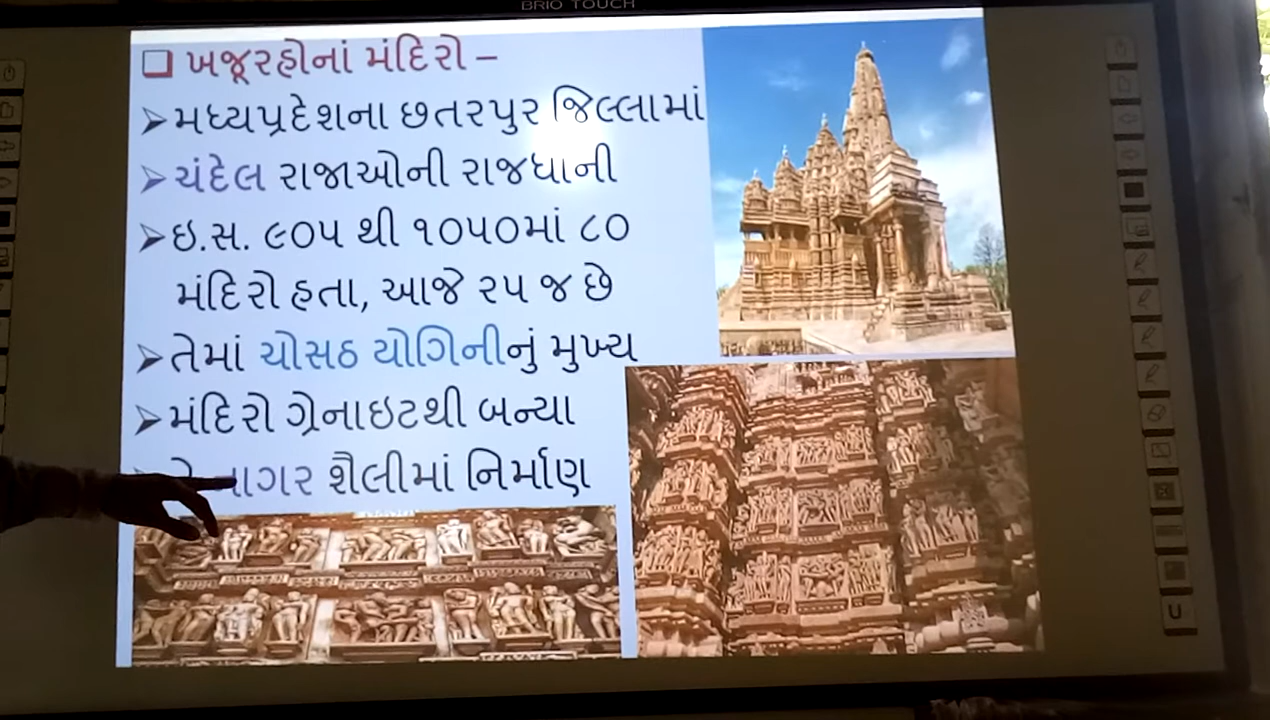 BRIO TOUCH
❑ ખજૂરહોનાં મંદિરો –
➢ મધ્યપ્રદેશના છતરપુર જિલ્લામાં
➢ ચંદેલ રાજાઓની રાજધાની
➢ ઇ.સ. ૯૦૫ થી ૧૦૫૦માં ૮૦
મંદિરો હતા, આજે ૨૫ જ છે
➢ તેમાં ચોસઠ યોગિનીનું મુખ્ય
➢ મંદિરો ગ્રેનાઇટથી બન્યા
શૈલીમાં નિર્માણ